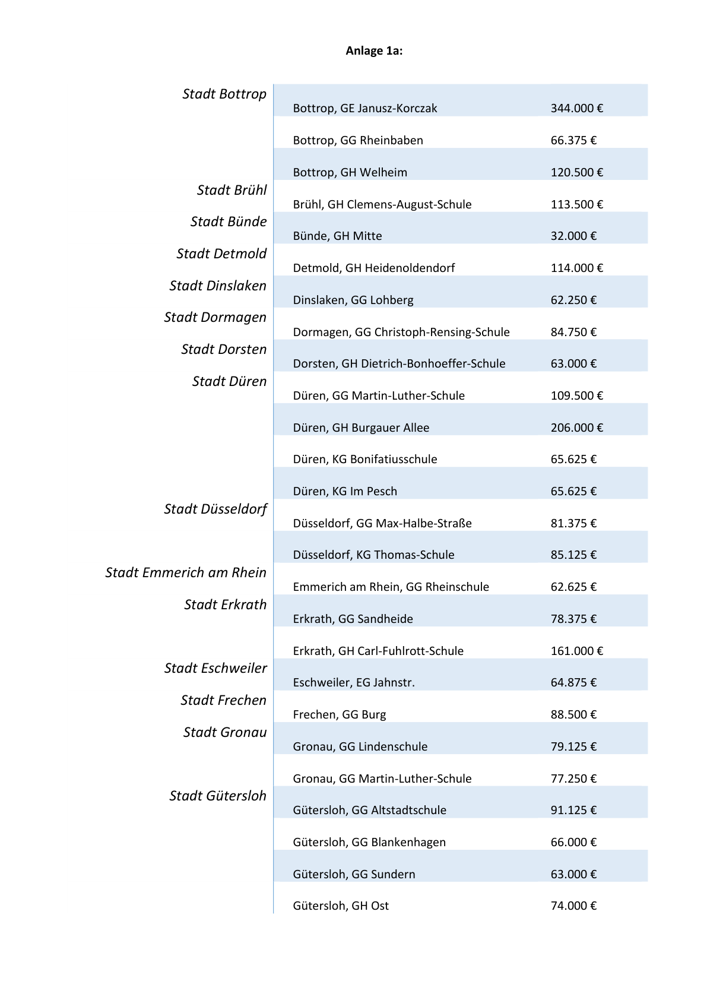 Anlage 1a:
Stadt Bottrop
Bottrop, GE Janusz-Korczak 344.000 €
Bottrop, GG Rheinbaben 66.375 €
Bottrop, GH Welheim 120.500 €
Stadt Brühl
Brühl, GH Clemens-August-Schule 113.500 €
Stadt Bünde
Bünde, GH Mitte 32.000 €
Stadt Detmold
Detmold, GH Heidenoldendorf 114.000 €
Stadt Dinslaken
Dinslaken, GG Lohberg 62.250 €
Stadt Dormagen
Dormagen, GG Christoph-Rensing-Schule 84.750 €
Stadt Dorsten
Dorsten, GH Dietrich-Bonhoeffer-Schule 63.000 €
Stadt Düren
Düren, GG Martin-Luther-Schule 109.500 €
Düren, GH Burgauer Allee 206.000 €
Düren, KG Bonifatiusschule 65.625 €
Düren, KG Im Pesch 65.625 €
Stadt Düsseldorf
Düsseldorf, GG Max-Halbe-Straße 81.375 €
Düsseldorf, KG Thomas-Schule 85.125 €
Stadt Emmerich am Rhein
Emmerich am Rhein, GG Rheinschule 62.625 €
Stadt Erkrath
Erkrath, GG Sandheide 78.375 €
Erkrath, GH Carl-Fuhlrott-Schule 161.000 €
Stadt Eschweiler
Eschweiler, EG Jahnstr. 64.875 €
Stadt Frechen
Frechen, GG Burg 88.500 €
Stadt Gronau
Gronau, GG Lindenschule 79.125 €
Gronau, GG Martin-Luther-Schule 77.250 €
Stadt Gütersloh
Gütersloh, GG Altstadtschule 91.125 €
Gütersloh, GG Blankenhagen 66.000 €
Gütersloh, GG Sundern 63.000 €
Gütersloh, GH Ost 74.000 €